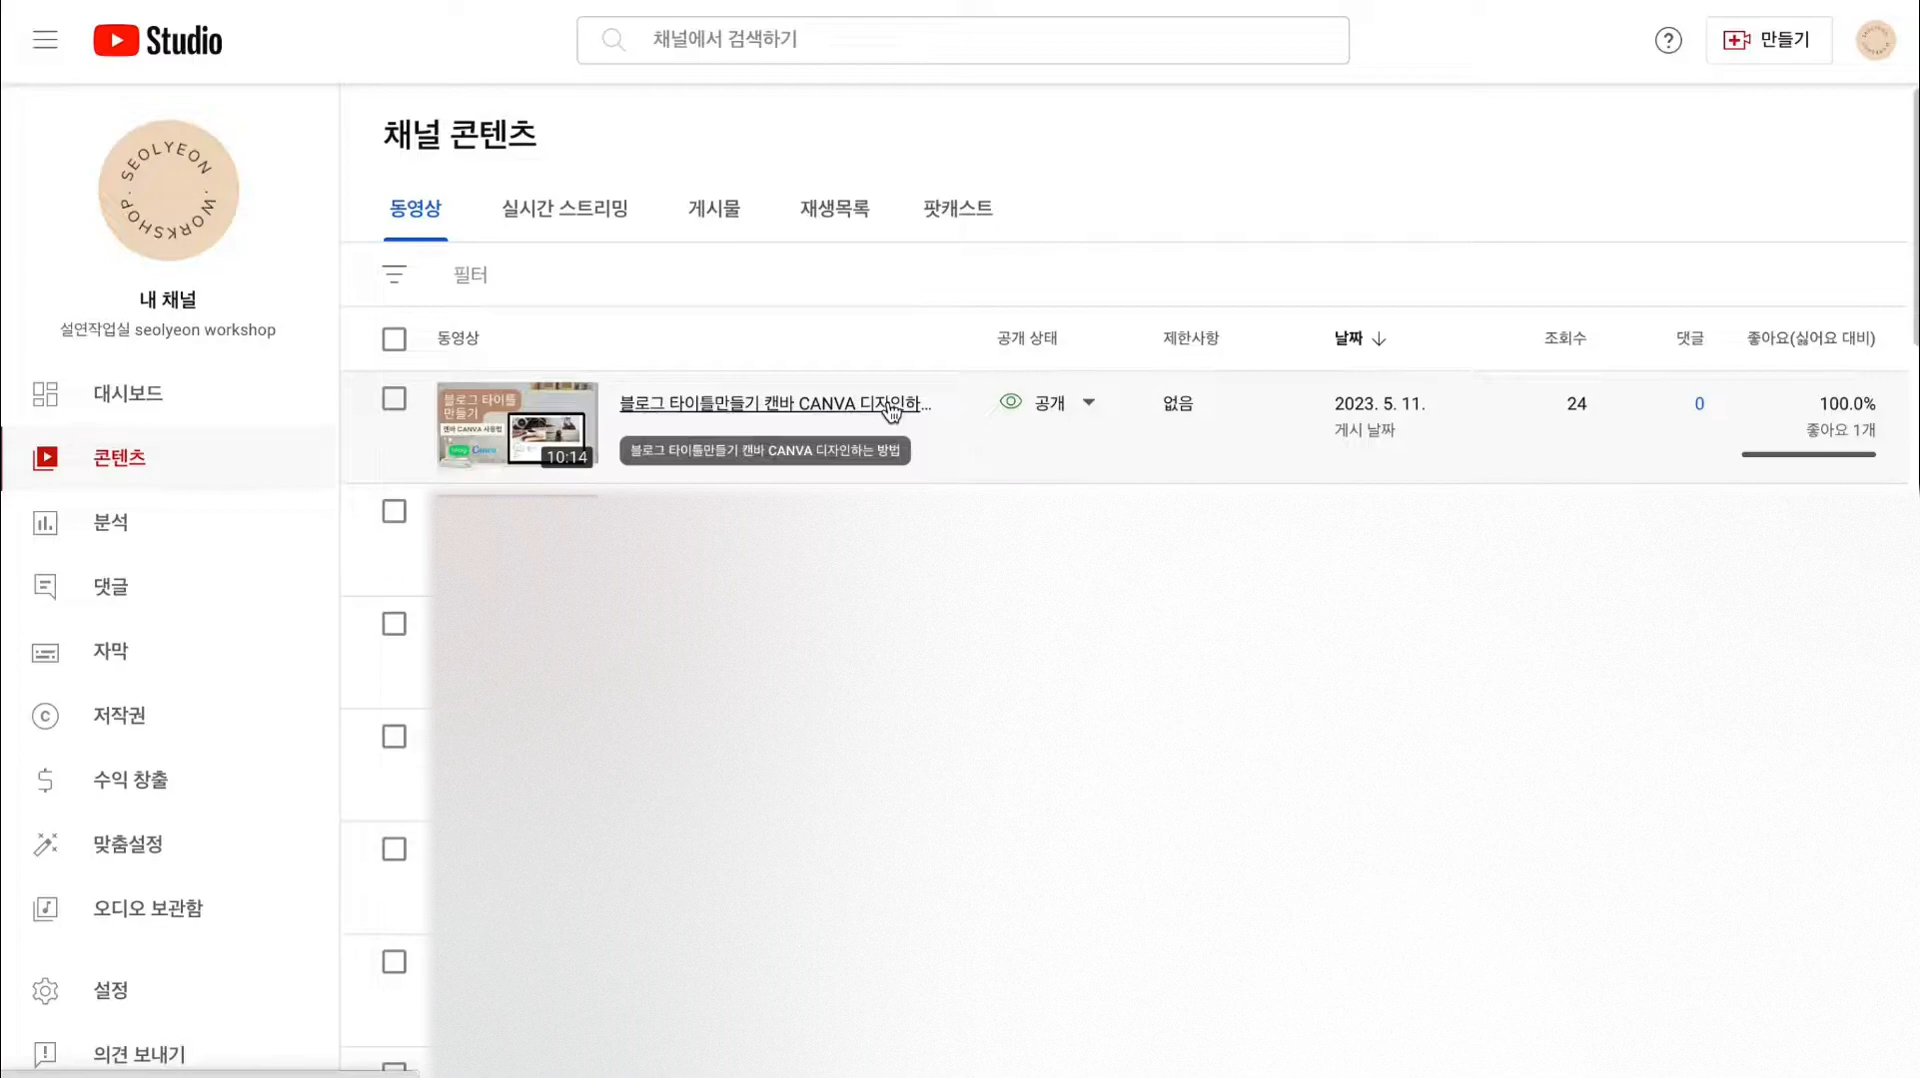 Studio
채널에서 검색하기
만들기
SEOLYEON · WORKSHOP ·
내 채널
설연작업실 seolyeon workshop
대시보드
콘텐츠
분석
댓글
자막
저작권
수익 창출
맞춤설정
오디오 보관함
설정
의견 보내기
채널 콘텐츠
동영상 실시간 스트리밍 게시물 재생목록 팟캐스트
필터
동영상 공개 상태 제한사항 날짜 조회수 댓글 좋아요(싫어요 대비)
블로그 타이틀
만들기
캔바 CANVA 사용법
blog Canva
10:14
블로그 타이틀만들기 캔바 CANVA 디자인하...
블로그 타이틀만들기 캔바 CANVA 디자인하는 방법
공개 없음 2023. 5. 11. 24 0 100.0%
게시 날짜 좋아요 1개